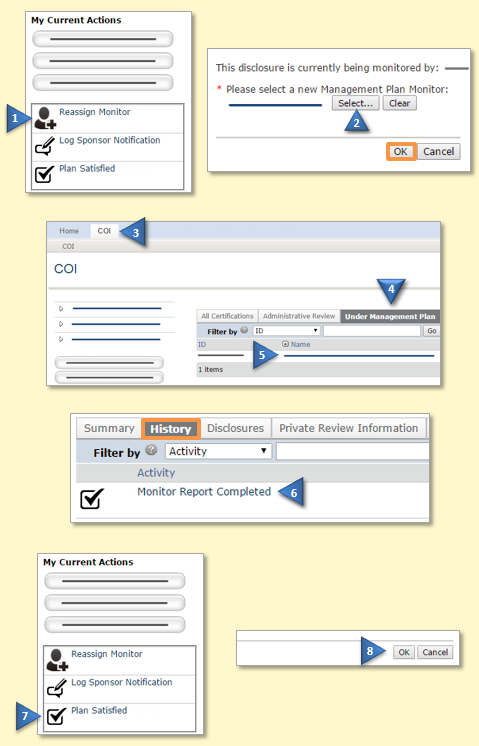 My Current Actions
1
Reassign Monitor
Log Sponsor Notification
Plan Satisfied
This disclosure is currently being monitored by:
* Please select a new Management Plan Monitor:
Select... Clear
2
OK Cancel
Home COI 3
COI
COI
4
All Certifications Administrative Review Under Management Plan
Filter by ? ID Go
ID Name
5
1 items
Summary History Disclosures Private Review Information
Filter by ? Activity
Activity
Monitor Report Completed 6
My Current Actions
Reassign Monitor
Log Sponsor Notification
7 Plan Satisfied
8 OK Cancel